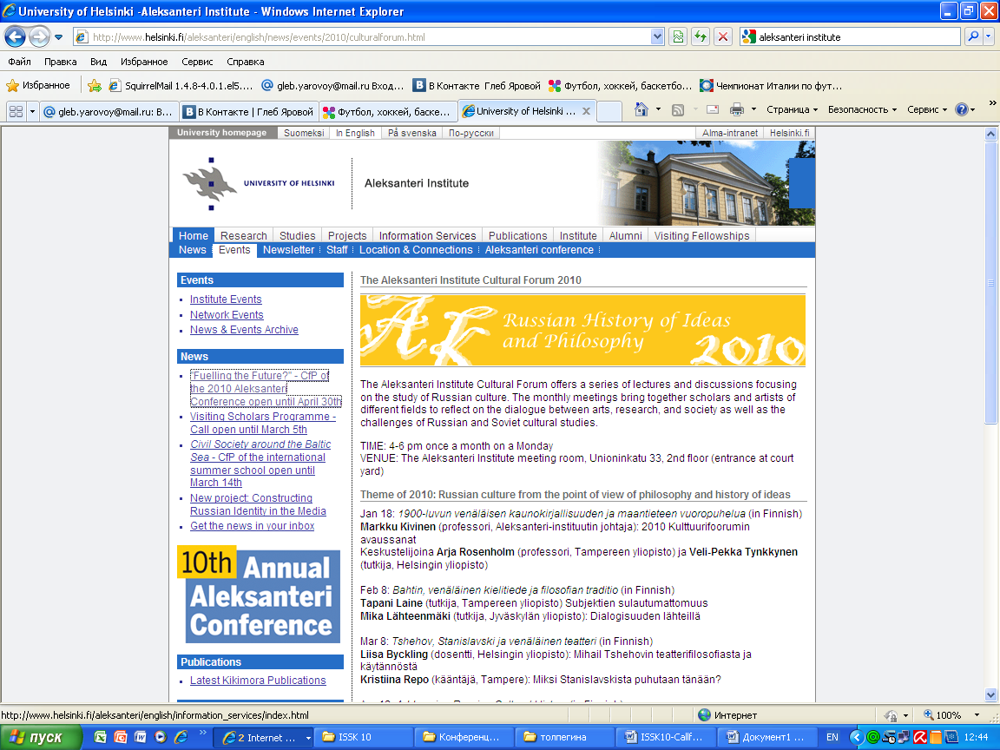 University of Helsinki -Aleksanteri Institute - Windows Internet Explorer
http://www.helsinki.fi/aleksanteri/english/news/events/2010/culturalforum.html
aleksanteri institute
Файл Правка Вид Избранное Сервис Справка
Избранное SquirrelMail 1.4.8-4.0.1.el5.... gleb.yarovoy@mail.ru Вход... В Контакте Глеб Яровой Футбол, хоккей, баскетбо... Чемпионат Италии по фут...
gleb.yarovoy@mail.ru: В... В Контакте | Глеб Яровой Футбол, хоккей, баске... University of Helsinki ... Страница Безопасность Сервис
University homepage Suomeksi In English På svenska По-русски Alma-intranet Helsinki.fi
UNIVERSITY OF HELSINKI
Aleksanteri Institute
Home Research Studies Projects Information Services Publications Institute Alumni Visiting Fellowships
News Events Newsletter Staff Location & Connections Aleksanteri conference
Events
Institute Events
Network Events
News & Events Archive
News
"Fuelling the Future?" - CfP of
the 2010 Aleksanteri
Conference open until April 30th
Visiting Scholars Programme -
Call open until March 5th
Civil Society around the Baltic
Sea - CfP of the international
summer school open until
March 14th
New project: Constructing
Russian Identity in the Media
Get the news in your inbox
10th Annual
Aleksanteri
Conference
Publications
Latest Kikimora Publications
The Aleksanteri Institute Cultural Forum 2010
AK
Russian History of Ideas
and Philosophy
2010
The Aleksanteri Institute Cultural Forum offers a series of lectures and discussions focusing
on the study of Russian culture. The monthly meetings bring together scholars and artists of
different fields to reflect on the dialogue between arts, research, and society as well as the
challenges of Russian and Soviet cultural studies.
TIME: 4-6 pm once a month on a Monday
VENUE: The Aleksanteri Institute meeting room, Unioninkatu 33, 2nd floor (entrance at court
yard)
Theme of 2010: Russian culture from the point of view of philosophy and history of ideas
Jan 18: 1900-luvun venäläisen kaunokirjallisuuden ja maantieteen vuoropuhelua (in Finnish)
Markku Kivinen (professori, Aleksanteri-instituutin johtaja): 2010 Kulttuurifoorumin
avaussanat
Keskustelijoina Arja Rosenholm (professori, Tampereen yliopisto) ja Veli-Pekka Tynkkynen
(tutkija, Helsingin yliopisto)
Feb 8: Bahtin, venäläinen kielitiede ja filosofian traditio (in Finnish)
Tapani Laine (tutkija, Tampereen yliopisto) Subjektien sulautumattomuus
Mika Lähteenmäki (tutkija, Jyväskylän yliopisto): Dialogisuuden lähteillä
Mar 8: Tshehov, Stanislavski ja venäläinen teatteri (in Finnish)
Liisa Byckling (dosentti, Helsingin yliopisto): Mihail Tshehovin teatterifilosofiasta ja
käytännöstä
Kristiina Repo (kääntäjä, Tampere): Miksi Stanislavskista puhutaan tänään?
http://www.helsinki.fi/aleksanteri/english/information_services/index.html
Интернет 100%
пуск 2 Internet ... ISSK 10 Конференц... толпегина ISSK10-Callf... Документ1 ... EN 12:44